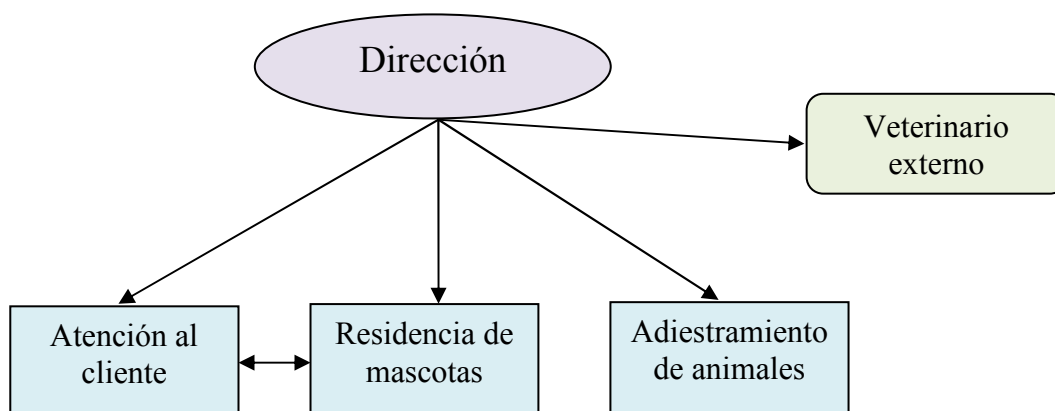 Dirección
Veterinario
externo
Atención al
cliente
Residencia de
mascotas
Adiestramiento
de animales